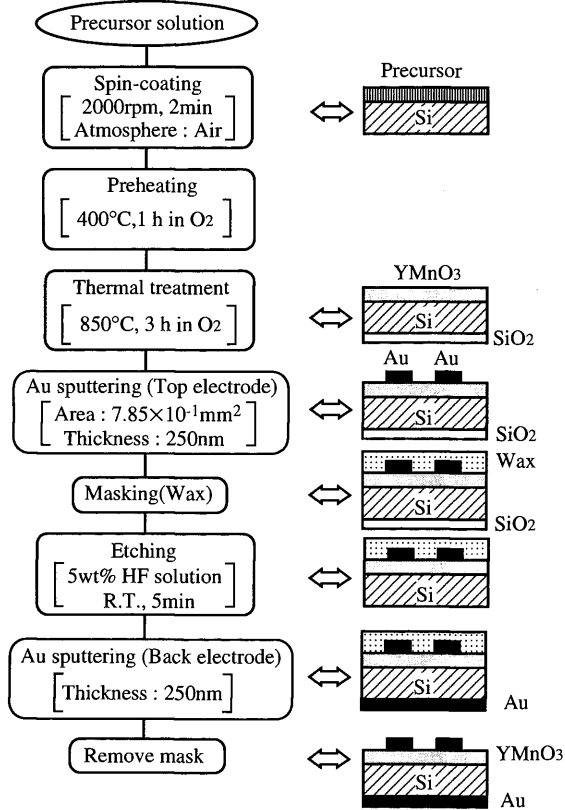 Precursor solution
Spin-coating
2000rpm, 2min
Atmosphere : Air
Precursor
Si
Preheating
400°C,1 h in O2
Thermal treatment
850°C, 3 h in O2
YMnO3
Si
SiO2
Au sputtering (Top electrode)
Area : 7.85×10-1mm2
Thickness : 250nm
Au Au
Si
SiO2
Masking(Wax)
Wax
Si
SiO2
Etching
5wt% HF solution
R.T., 5min
Si
Au sputtering (Back electrode)
Thickness : 250nm
Si
Au
Remove mask
YMnO3
Si
Au